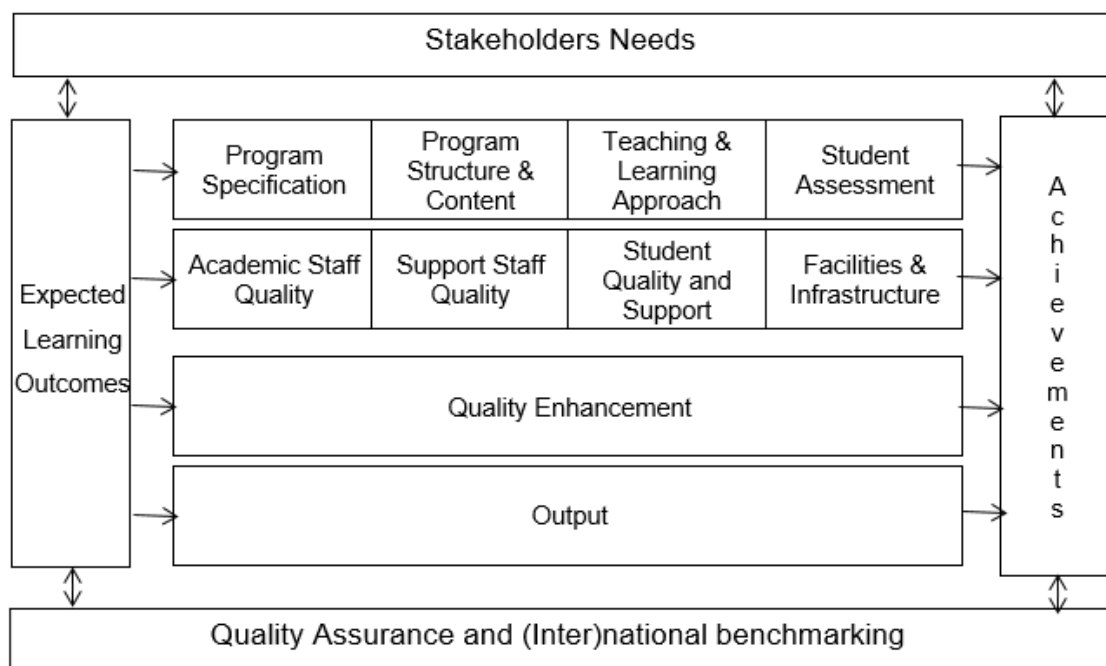 Stakeholders Needs
Expected
Learning
Outcomes
Program
Specification
Program
Structure &
Content
Teaching &
Learning
Approach
Student
Assessment
Academic Staff
Quality
Support Staff
Quality
Student
Quality and
Support
Facilities &
Infrastructure
Quality Enhancement
Output
A
c
h
i
e
v
e
m
e
n
t
s
Quality Assurance and (Inter)national benchmarking